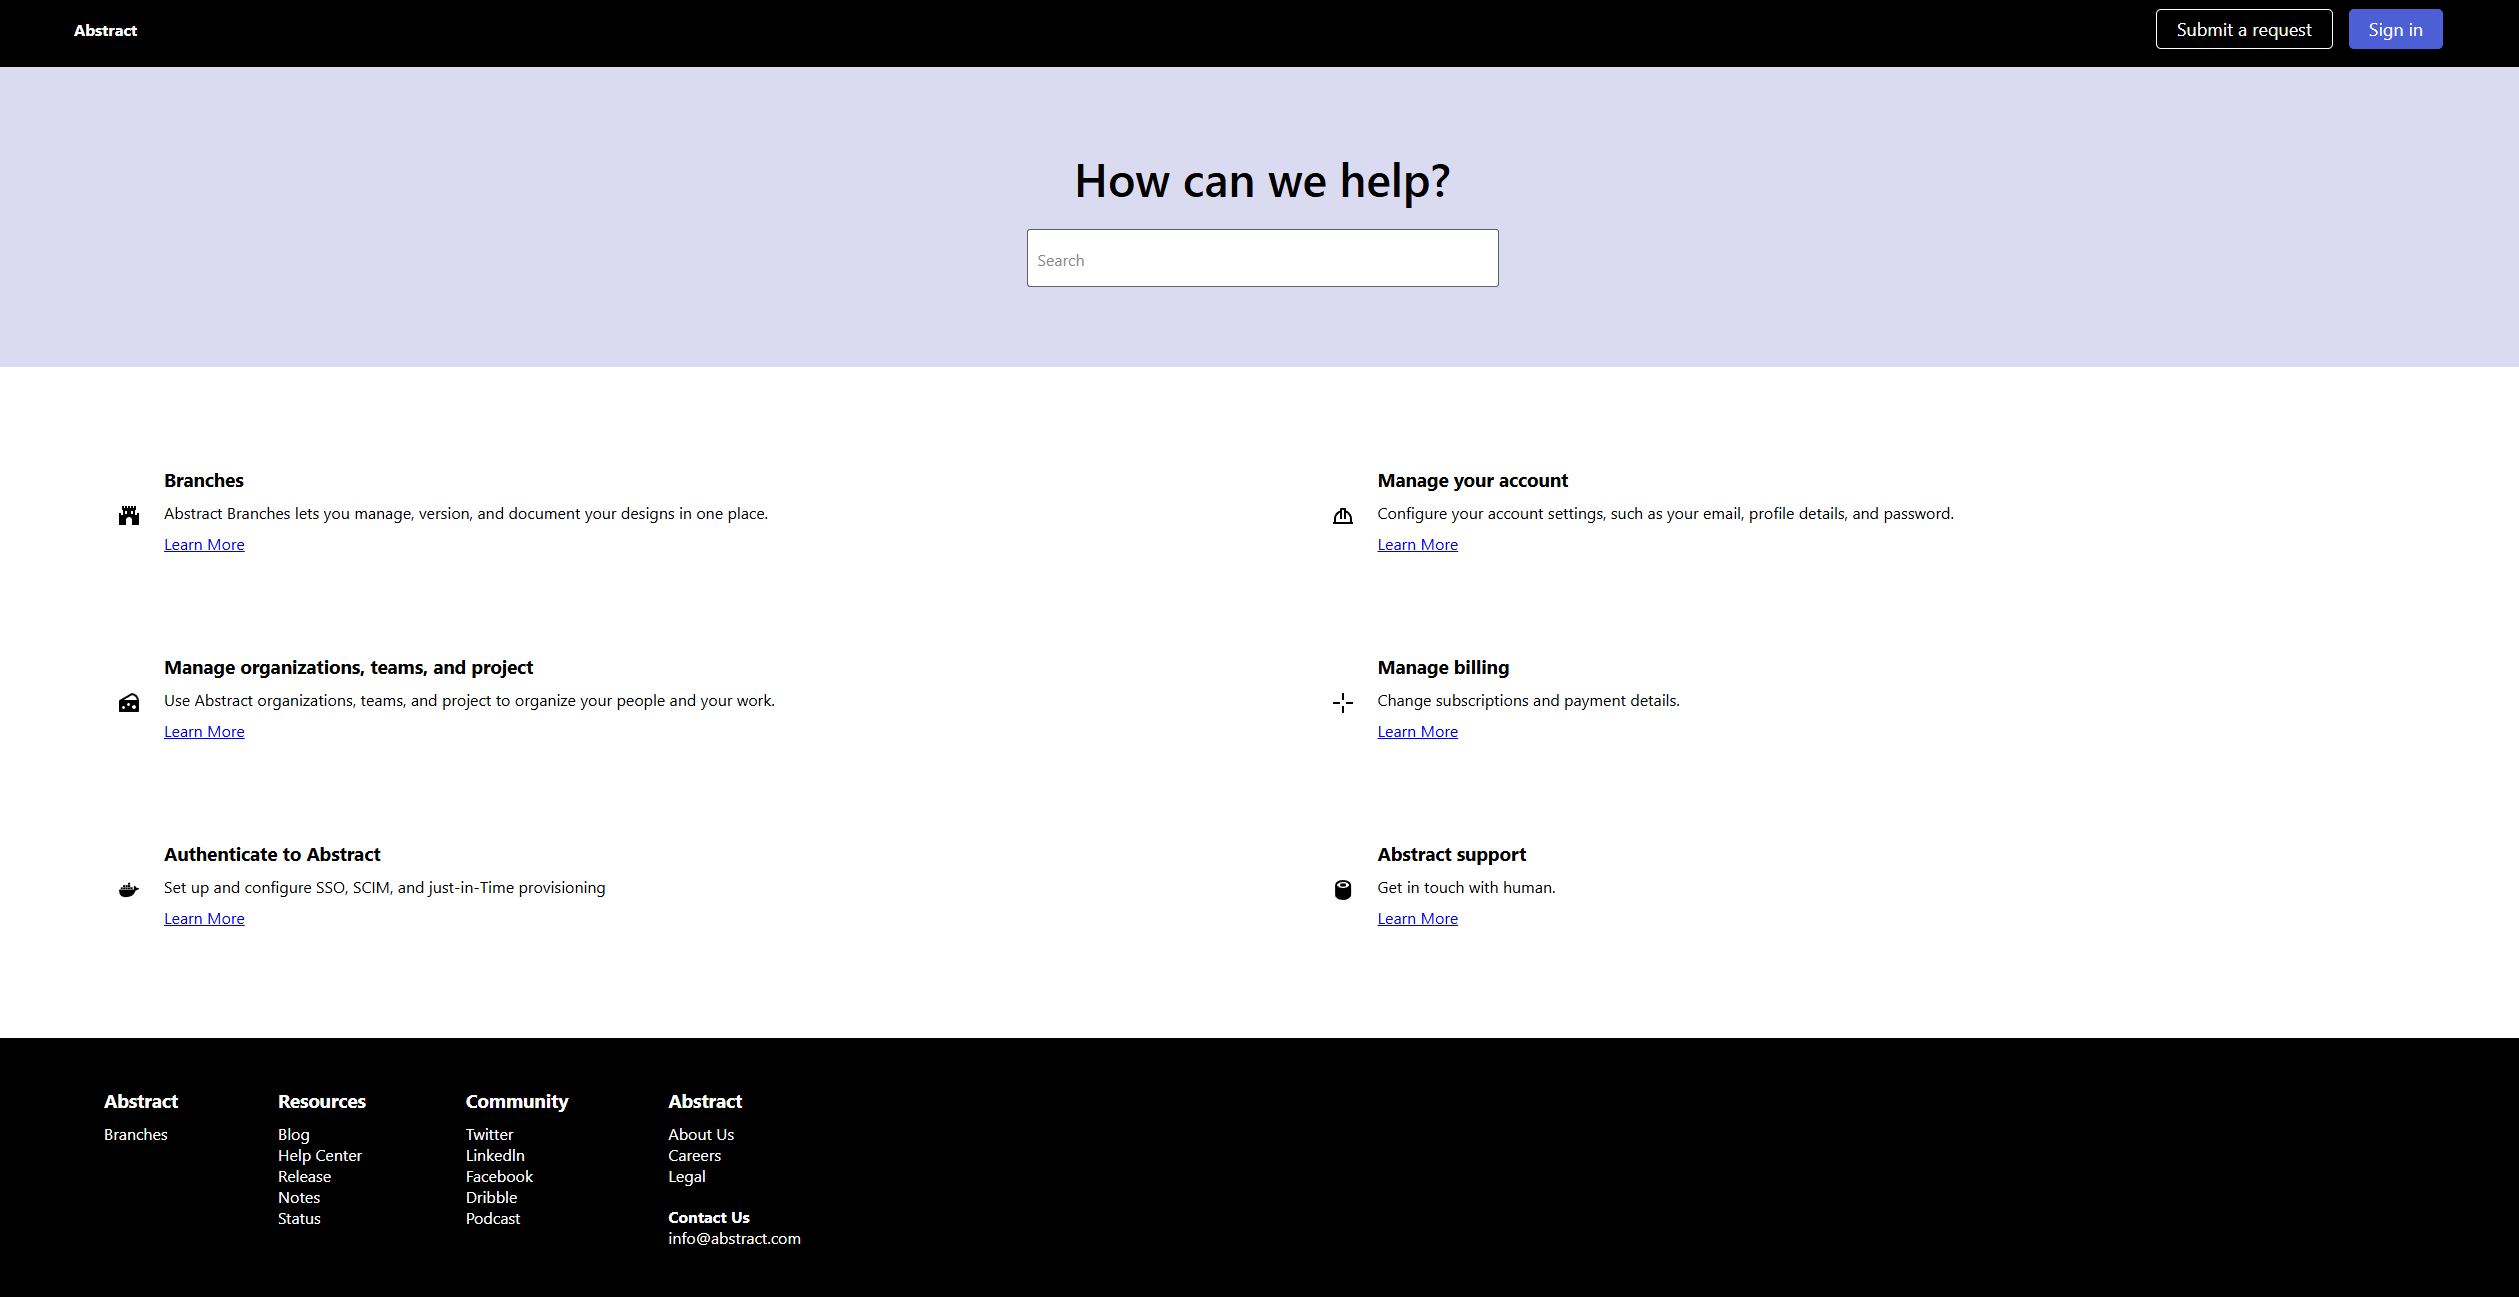 Abstract
Submit a request
Sign in
How can we help?
Search
Branches
Abstract Branches lets you manage, version, and document your designs in one place.
Learn More
Manage your account
Configure your account settings, such as your email, profile details, and password.
Learn More
Manage organizations, teams, and project
Use Abstract organizations, teams, and project to organize your people and your work.
Learn More
Manage billing
Change subscriptions and payment details.
Learn More
Authenticate to Abstract
Set up and configure SSO, SCIM, and just-in-Time provisioning
Learn More
Abstract support
Get in touch with human.
Learn More
Abstract
Branches
Resources
Blog
Help Center
Release
Notes
Status
Community
Twitter
LinkedIn
Facebook
Dribble
Podcast
Abstract
About Us
Careers
Legal
Contact Us
info@abstract.com